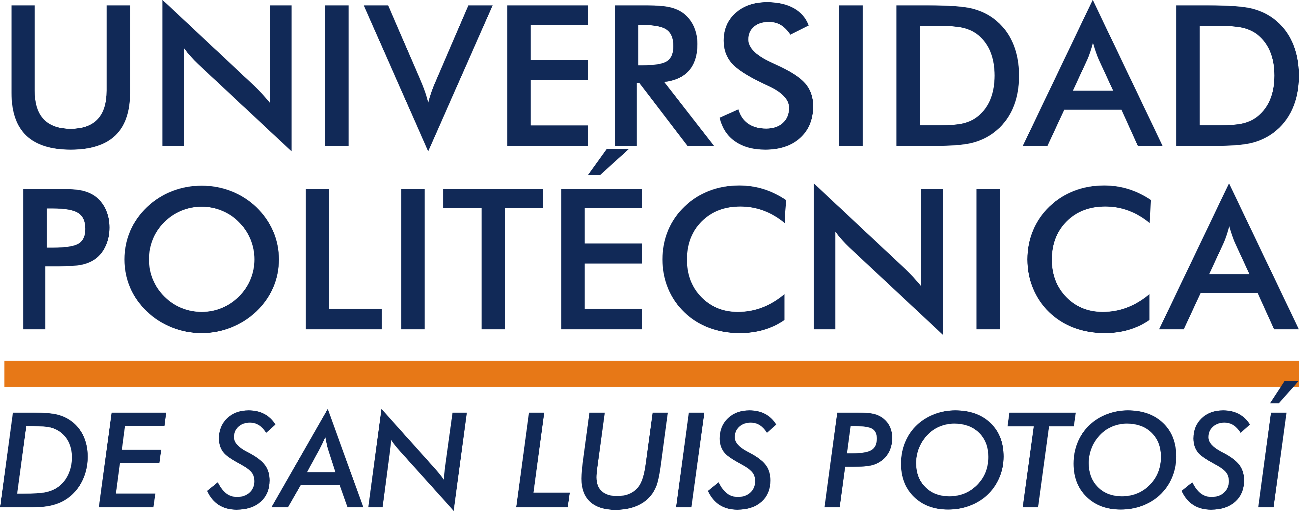 UNIVERSIDAD
POLITÉCNICA
DE SAN LUIS POTOSÍ